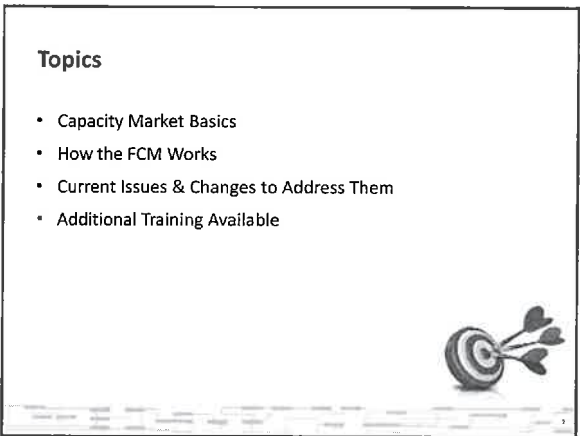 Topics
• Capacity Market Basics
• How the FCM Works
• Current Issues & Changes to Address Them
• Additional Training Available